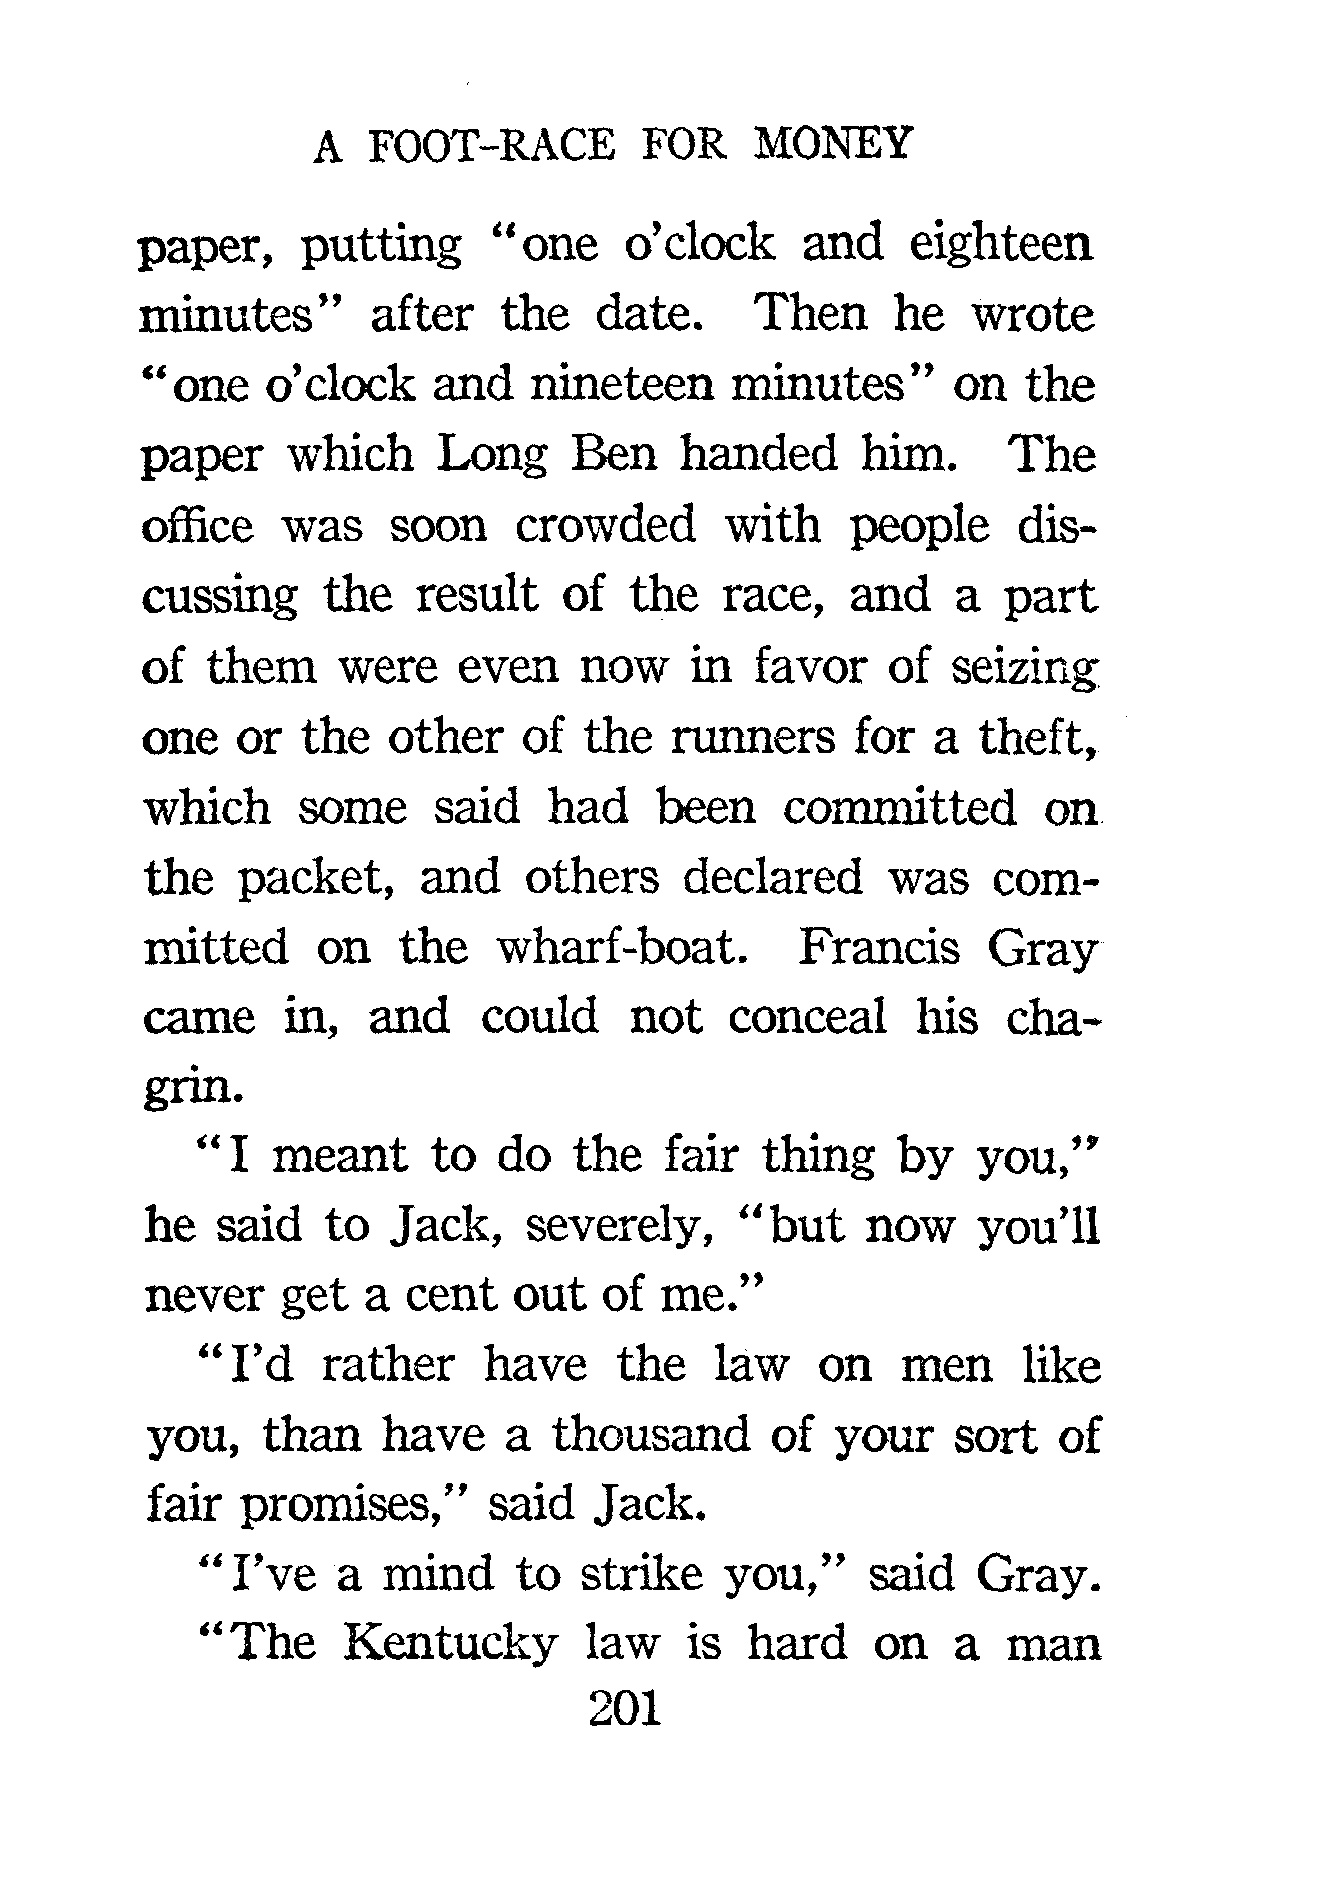 A FOOT-RACE FOR MONEY
paper, putting "one o'clock and eighteen
minutes" after the date. Then he wrote
"one o'clock and nineteen minutes" on the
paper which Long Ben handed him. The
office was soon crowded with people dis-
cussing the result of the race, and a part
of them were even now in favor of seizing
one or the other of the runners for a theft,
which some said had been committed on
the packet, and others declared was com-
mitted on the wharf-boat. Francis Gray
came in, and could not conceal his cha-
grin.
"I meant to do the fair thing by you,"
he said to Jack, severely, "but now you'll
never get a cent out of me."
"I'd rather have the law on men like
you, than have a thousand of your sort of
fair promises," said Jack.
"I've a mind to strike you," said Gray.
"The Kentucky law is hard on a man
201